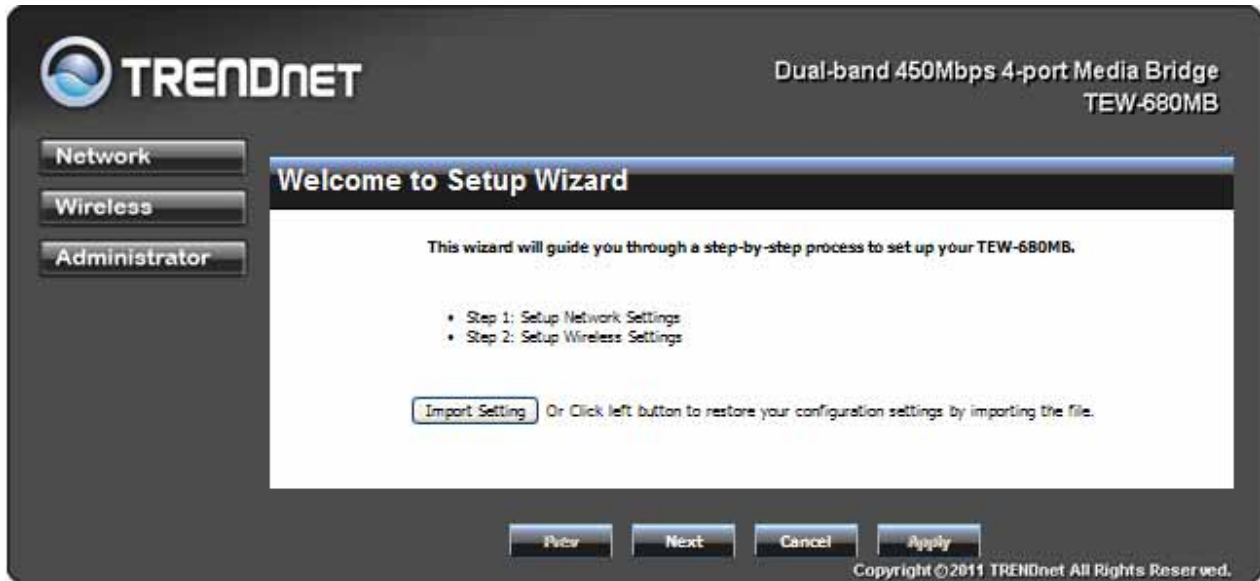 TRENDnet
Dual-band 450Mbps 4-port Media Bridge
TEW-680MB
Network
Wireless
Administrator
Welcome to Setup Wizard
This wizard will guide you through a step-by-step process to set up your TEW-680MB.
• Step 1: Setup Network Settings
• Step 2: Setup Wireless Settings
Import Setting Or Click left button to restore your configuration settings by importing the file.
Prev Next Cancel Apply
Copyright ©2011 TRENDnet All Rights Reserved.